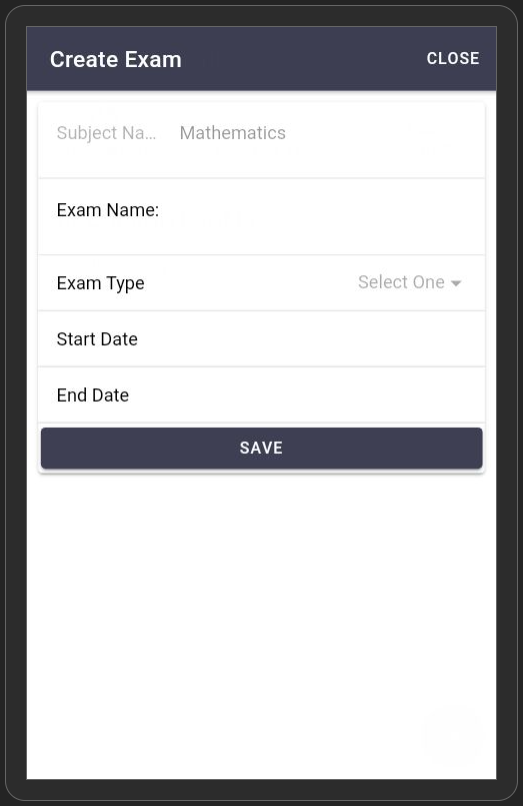 Create Exam CLOSE
Subject Na... Mathematics
Exam Name:
Exam Type Select One
Start Date
End Date
SAVE